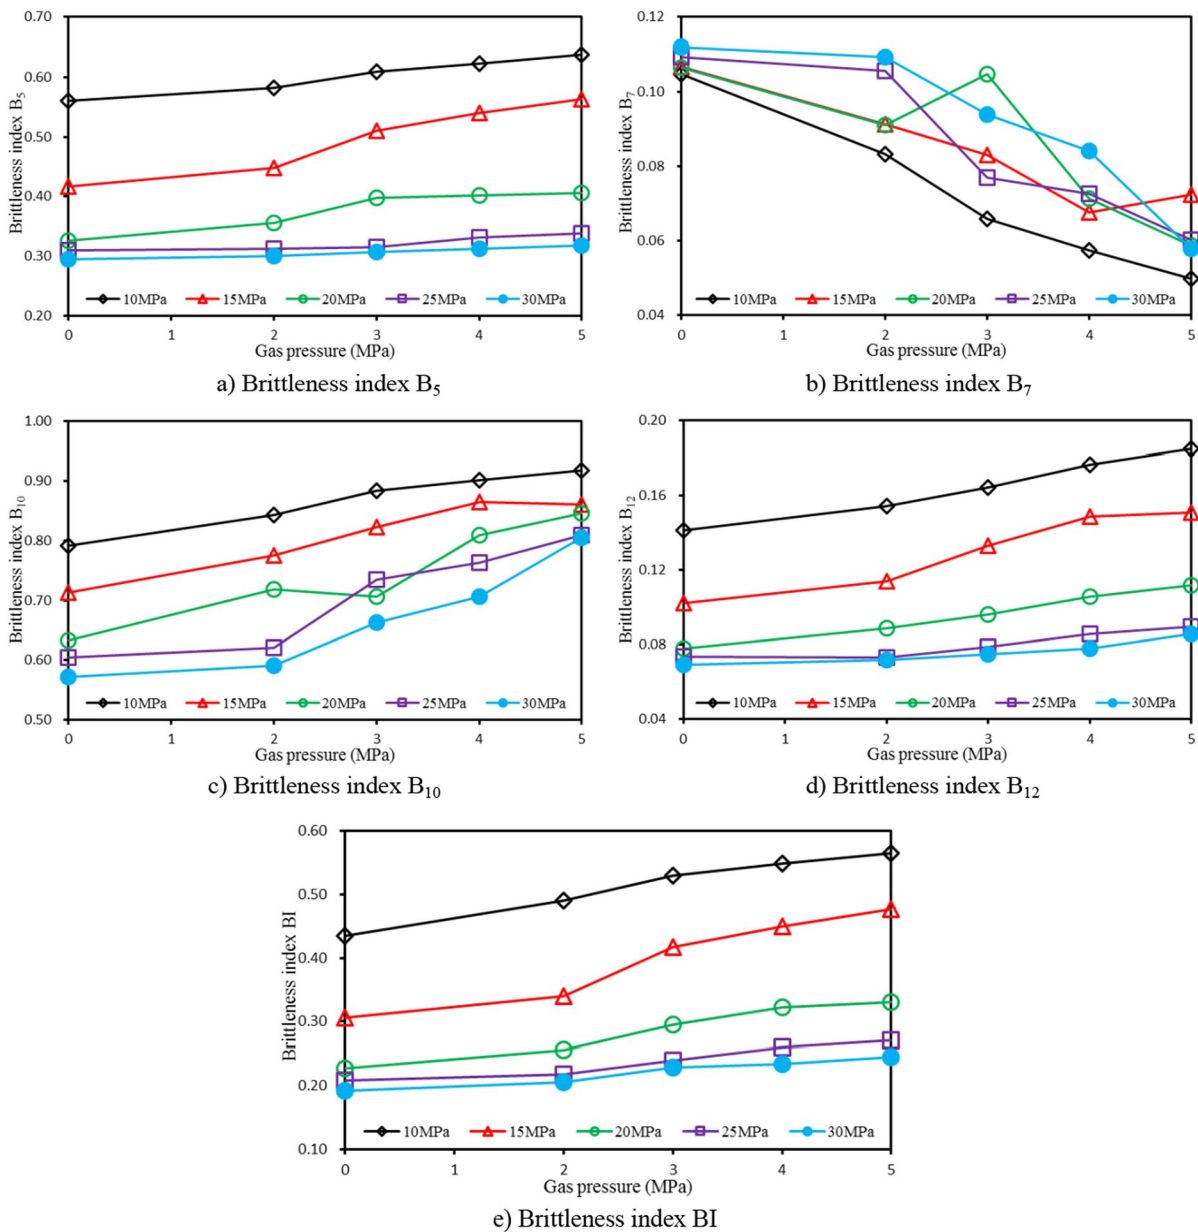 0.70
0.60
0.50
0.40
0.30
0.20
Brittleness index B₅
10MPa 15MPa 20MPa 25MPa 30MPa
0 1 2 3 4 5
Gas pressure (MPa)
a) Brittleness index B₅
0.12
0.10
0.08
0.06
0.04
Brittleness index B₇
10MPa 15MPa 20MPa 25MPa 30MPa
0 1 2 3 4 5
Gas pressure (MPa)
b) Brittleness index B₇
1.00
0.90
0.80
0.70
0.60
0.50
Brittleness index B₁₀
10MPa 15MPa 20MPa 25MPa 30MPa
0 1 2 3 4 5
Gas pressure (MPa)
c) Brittleness index B₁₀
0.20
0.16
0.12
0.08
0.04
Brittleness index B₁₂
10MPa 15MPa 20MPa 25MPa 30MPa
0 1 2 3 4 5
Gas pressure (MPa)
d) Brittleness index B₁₂
0.60
0.50
0.40
0.30
0.20
0.10
Brittleness index BI
10MPa 15MPa 20MPa 25MPa 30MPa
0 1 2 3 4 5
Gas pressure (MPa)
e) Brittleness index BI